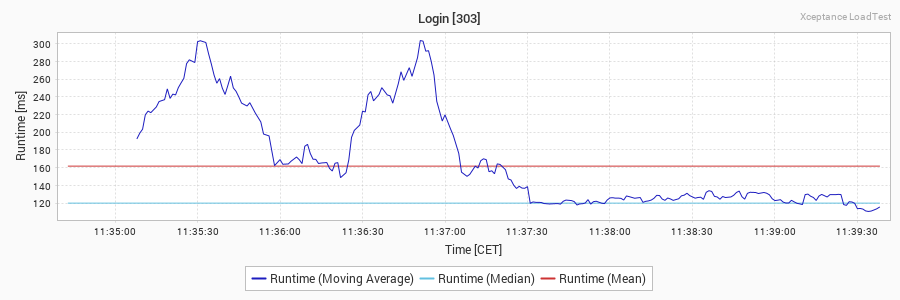 Login [303]
Xceptance LoadTest
Runtime [ms]
300
280
260
240
220
200
180
160
140
120
11:35:00 11:35:30 11:36:00 11:36:30 11:37:00 11:37:30 11:38:00 11:38:30 11:39:00 11:39:30
Time [CET]
Runtime (Moving Average) Runtime (Median) Runtime (Mean)